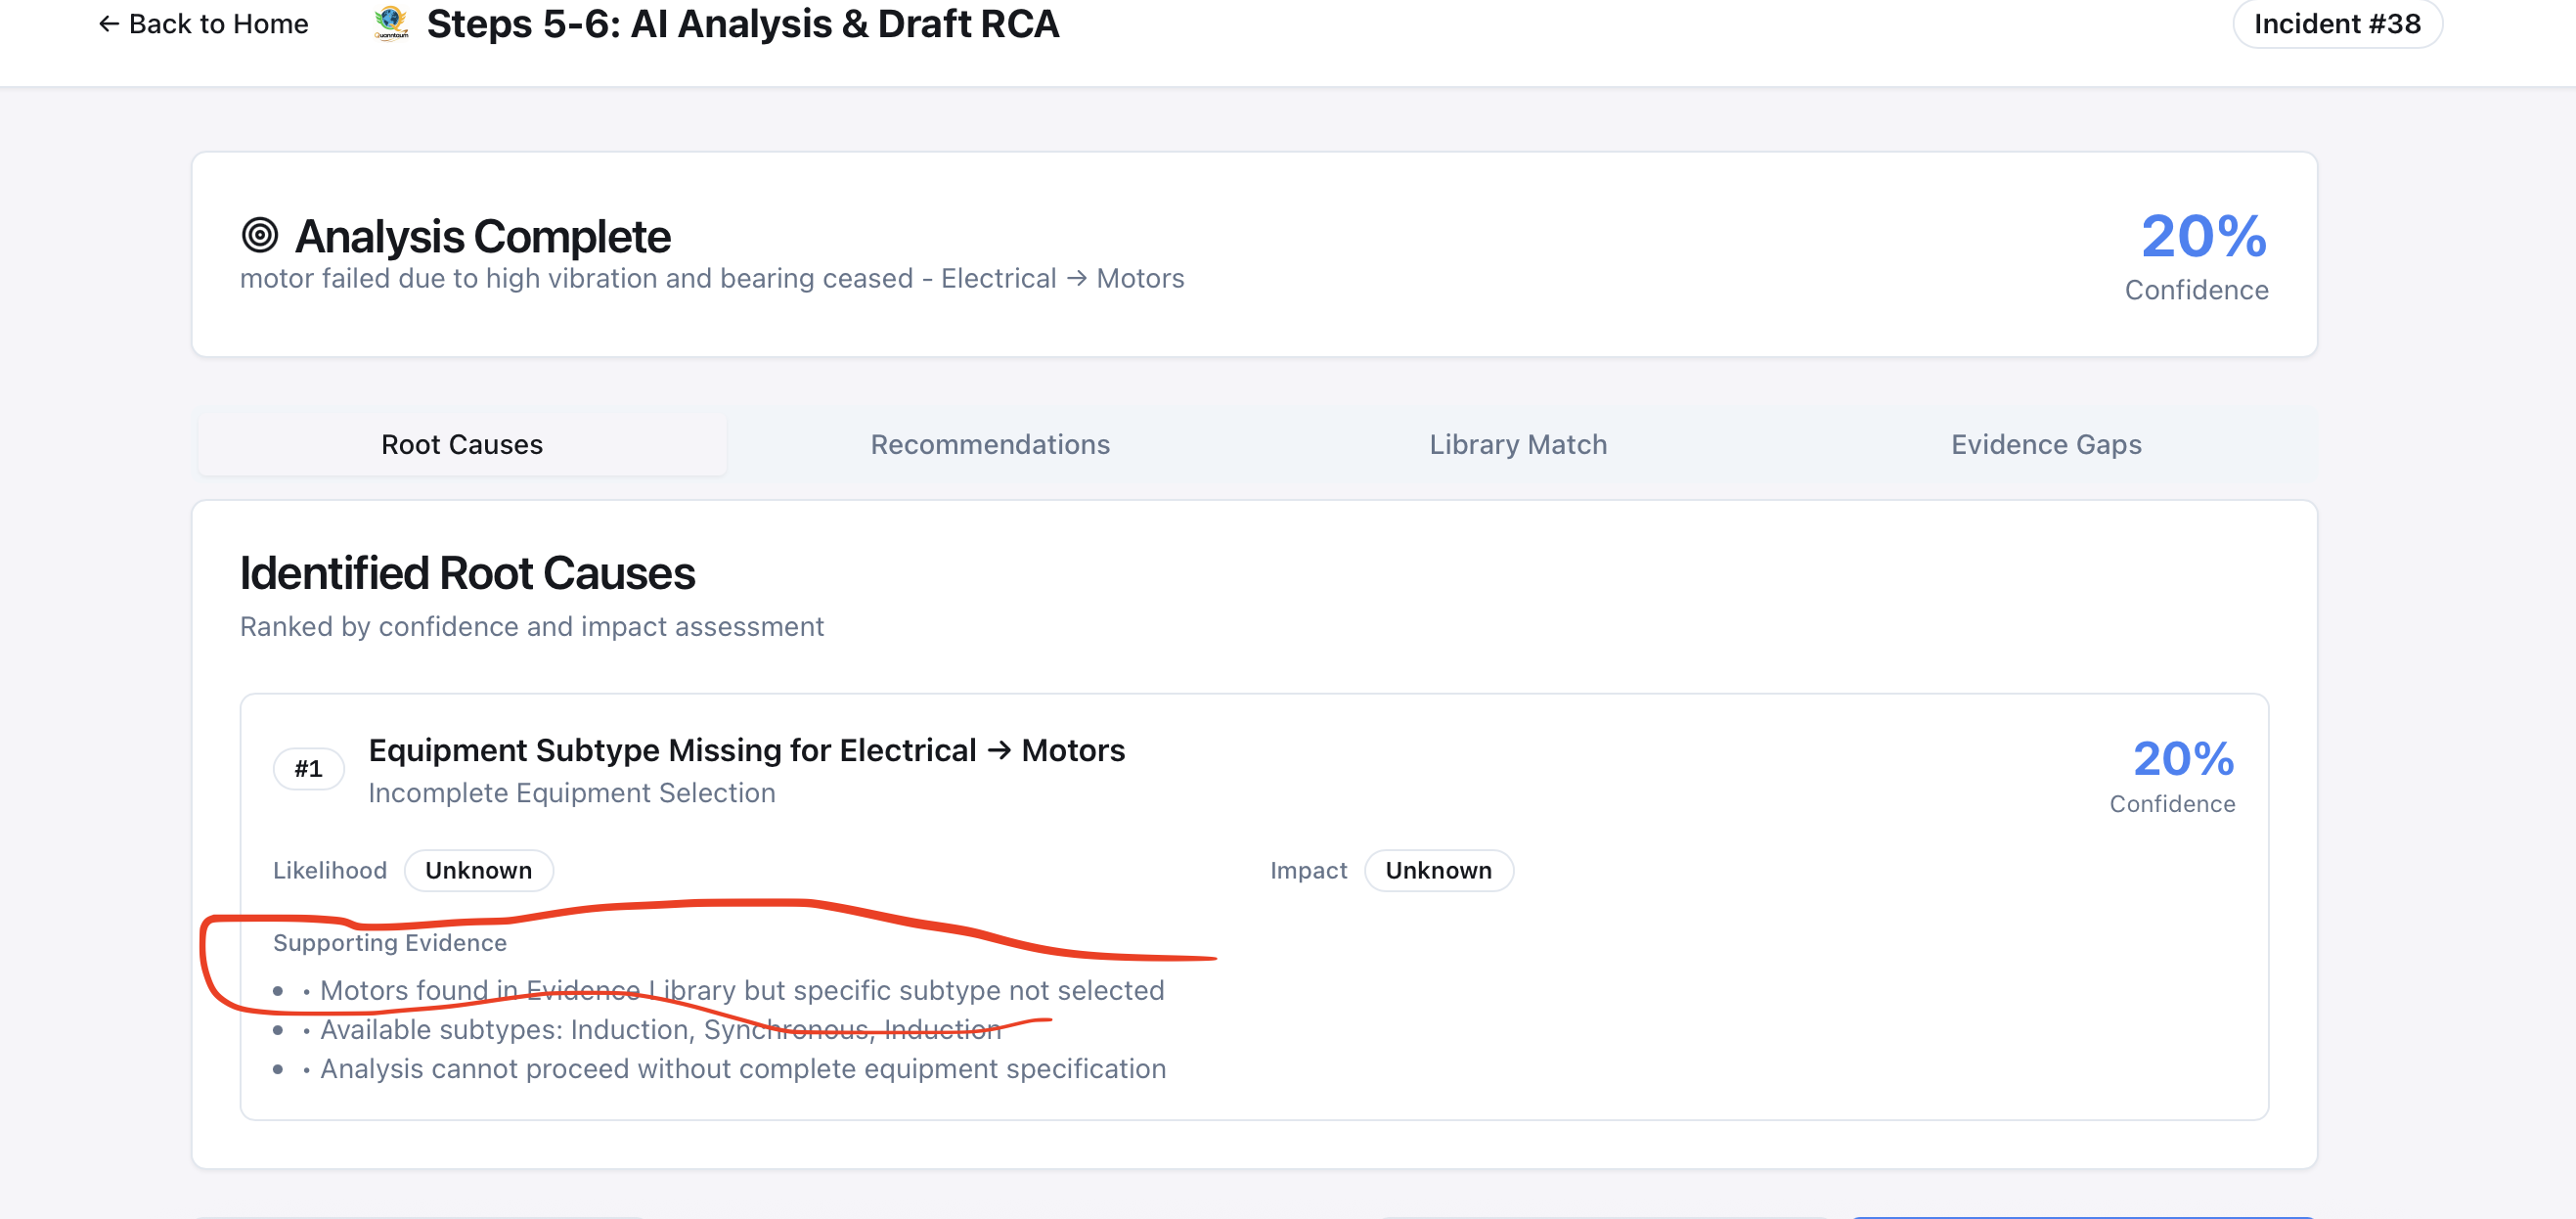 ← Back to Home
Quanntaum
Steps 5-6: AI Analysis & Draft RCA
Incident #38
Analysis Complete
motor failed due to high vibration and bearing ceased - Electrical → Motors
20%
Confidence
Root Causes
Recommendations
Library Match
Evidence Gaps
Identified Root Causes
Ranked by confidence and impact assessment
#1
Equipment Subtype Missing for Electrical → Motors
Incomplete Equipment Selection
20%
Confidence
Likelihood
Unknown
Impact
Unknown
Supporting Evidence
• • Motors found in Evidence Library but specific subtype not selected
• • Available subtypes: Induction, Synchronous, Induction
• • Analysis cannot proceed without complete equipment specification